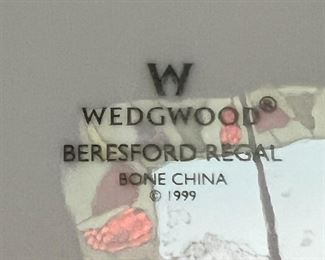 W
WEDGWOOD®
BERESFORD REGAL
BONE CHINA
© 1999